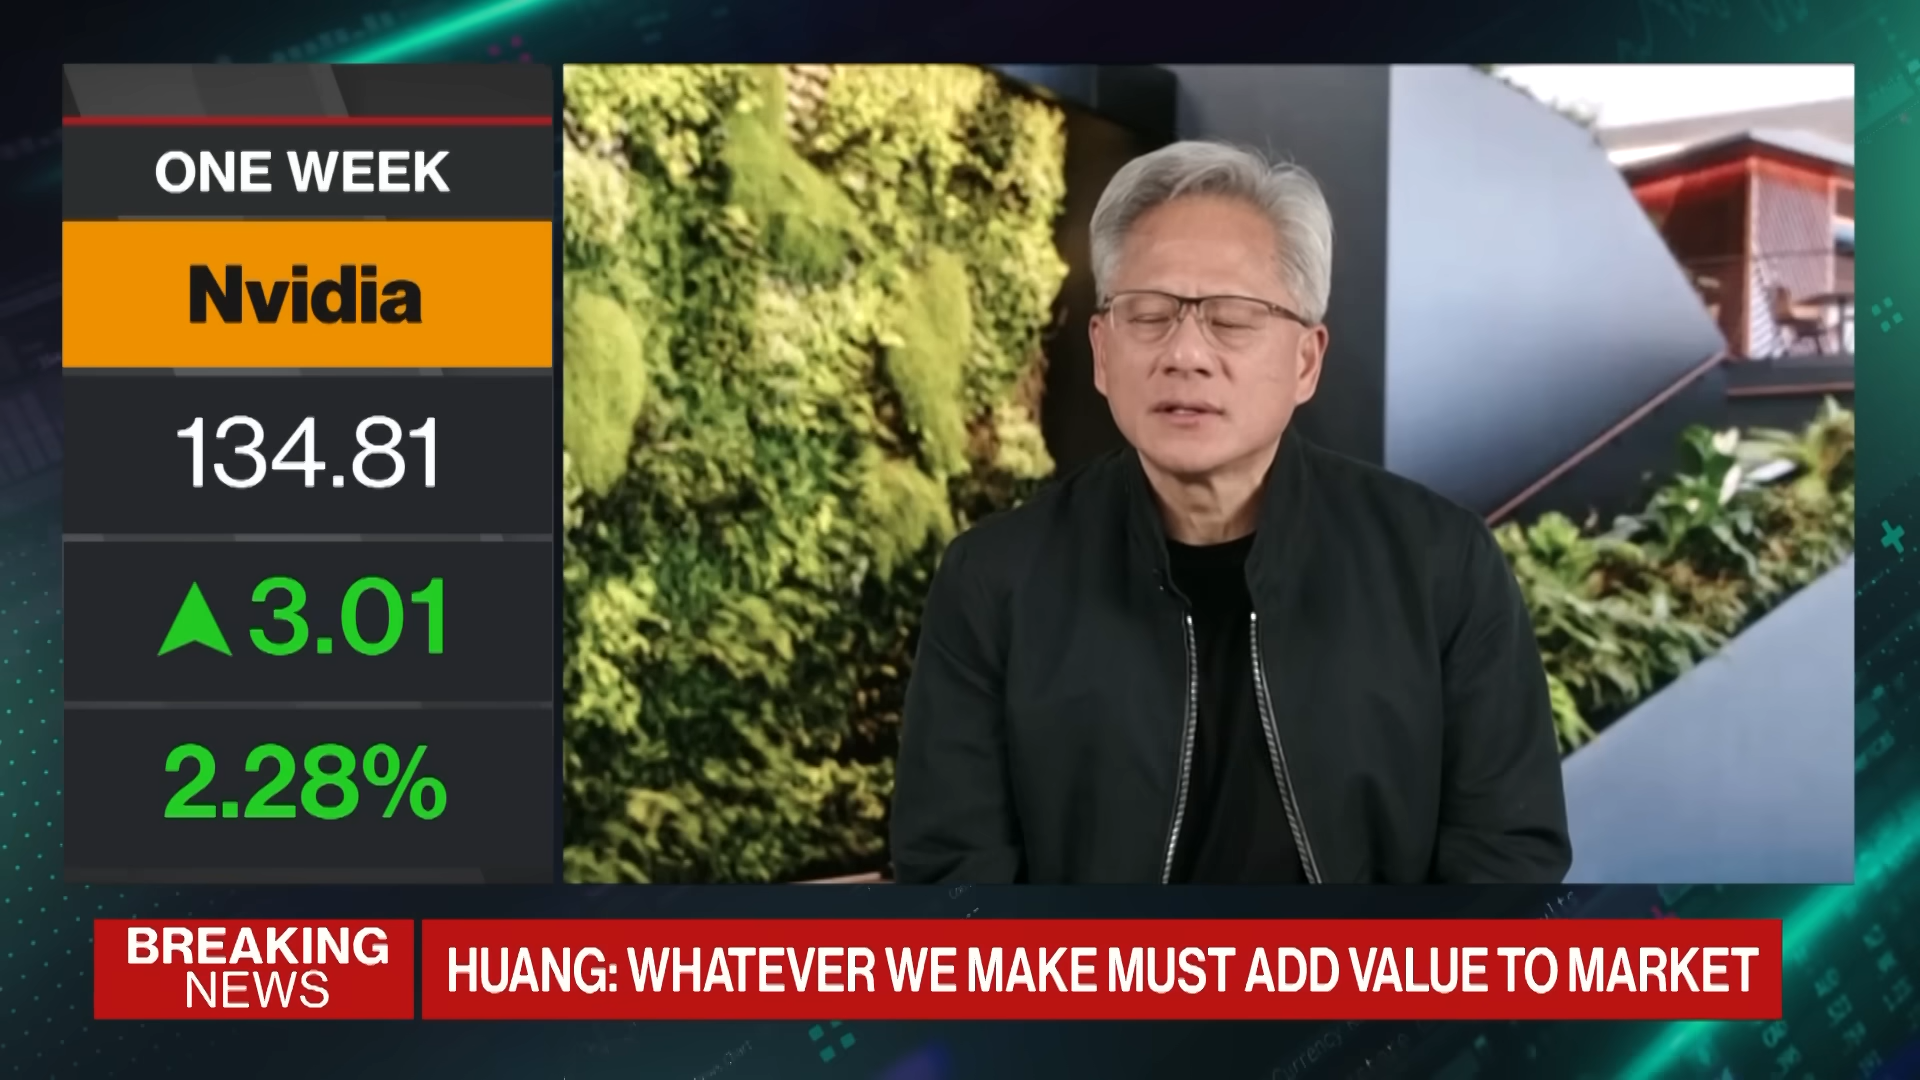 ONE WEEK
Nvidia
134.81
▲3.01
2.28%
BREAKING
NEWS
HUANG: WHATEVER WE MAKE MUST ADD VALUE TO MARKET